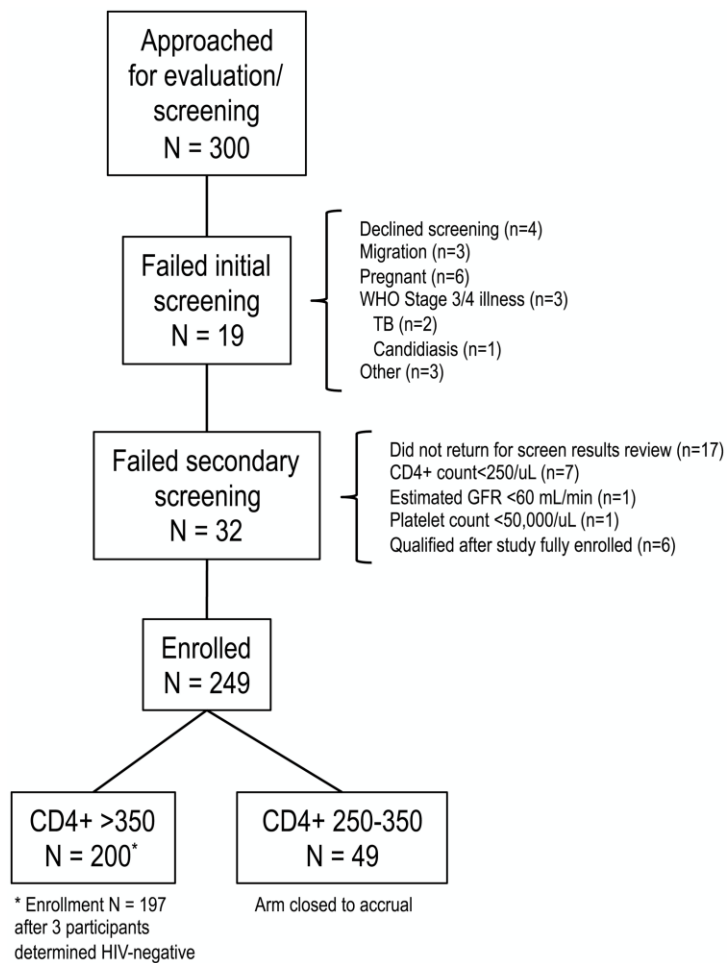 Approached
for evaluation/
screening
N = 300
Failed initial
screening
N = 19
Declined screening (n=4)
Migration (n=3)
Pregnant (n=6)
WHO Stage 3/4 illness (n=3)
TB (n=2)
Candidiasis (n=1)
Other (n=3)
Failed secondary
screening
N = 32
Did not return for screen results review (n=17)
CD4+ count<250/uL (n=7)
Estimated GFR <60 mL/min (n=1)
Platelet count <50,000/uL (n=1)
Qualified after study fully enrolled (n=6)
Enrolled
N = 249
CD4+ >350
N = 200*
* Enrollment N = 197
after 3 participants
determined HIV-negative
CD4+ 250-350
N = 49
Arm closed to accrual